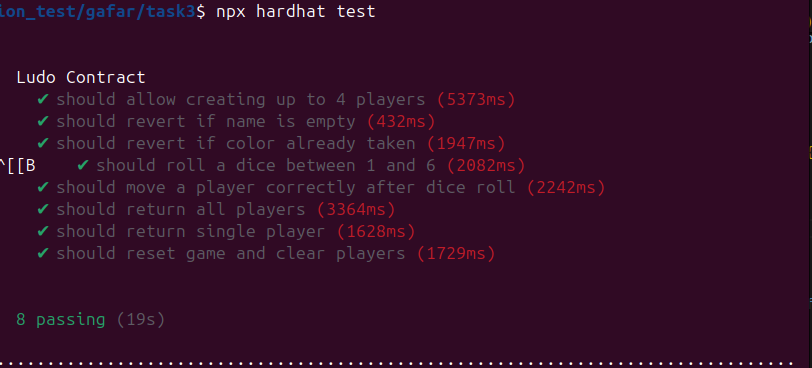 ion_test/gafar/task3$ npx hardhat test
Ludo Contract
✔ should allow creating up to 4 players (5373ms)
✔ should revert if name is empty (432ms)
✔ should revert if color already taken (1947ms)
^[[B ✔ should roll a dice between 1 and 6 (2082ms)
✔ should move a player correctly after dice roll (2242ms)
✔ should return all players (3364ms)
✔ should return single player (1628ms)
✔ should reset game and clear players (1729ms)
8 passing (19s)
................................................................................